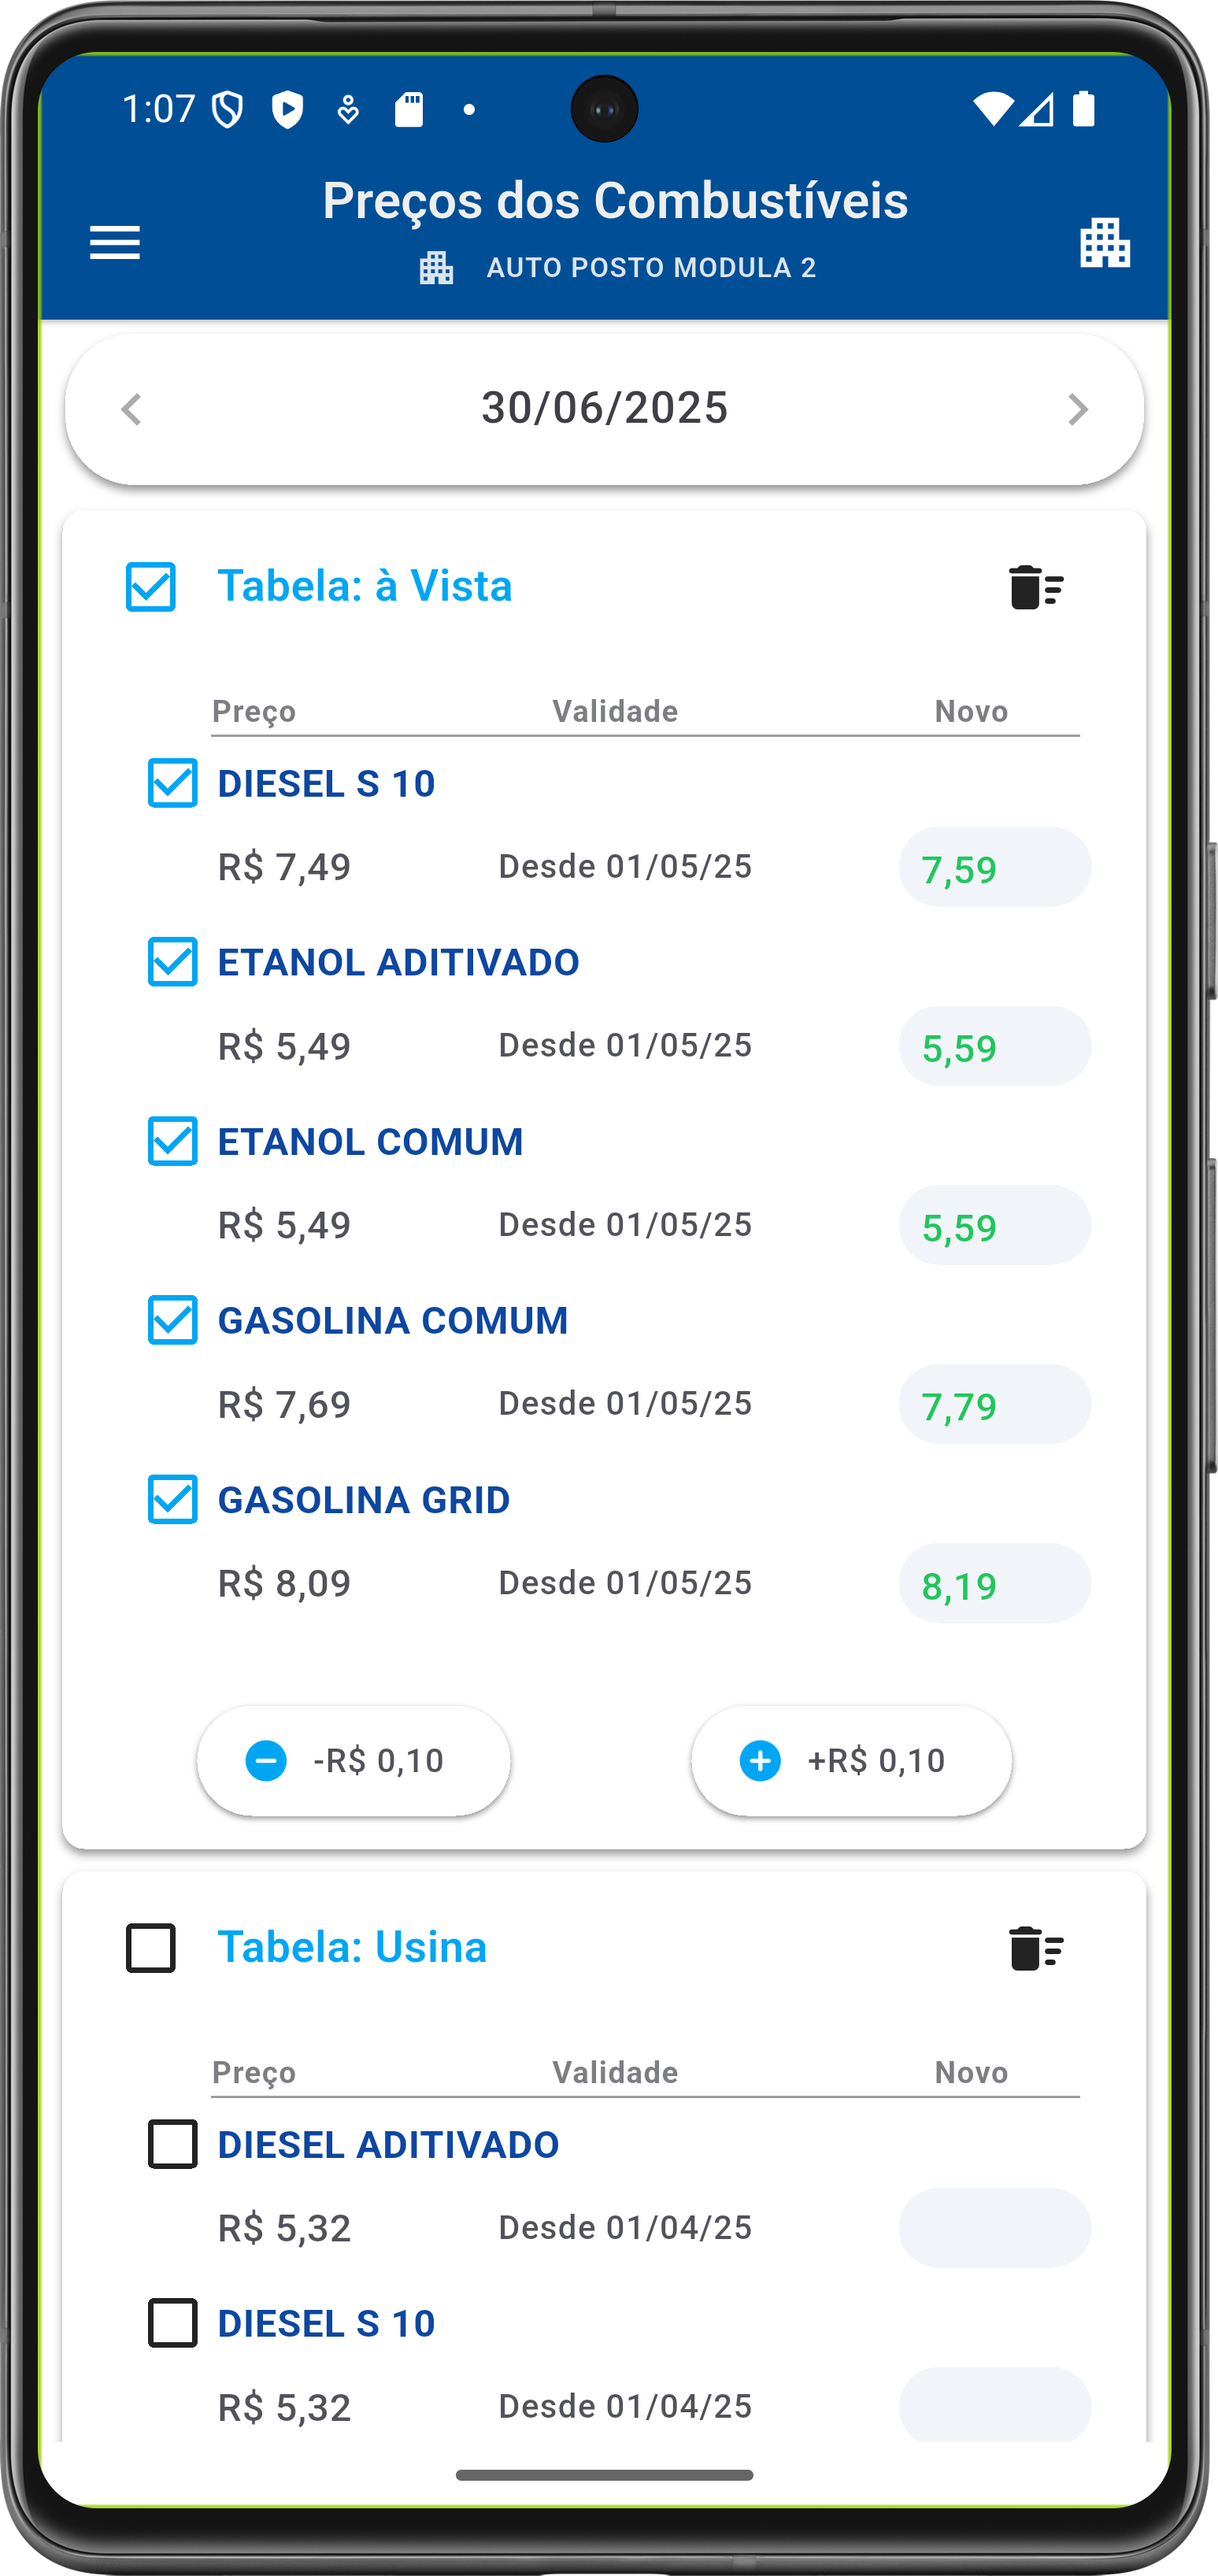 1:07
Preços dos Combustíveis
AUTO POSTO MODULA 2
30/06/2025
Tabela: à Vista
Preço Validade Novo
DIESEL S 10
R$ 7,49 Desde 01/05/25 7,59
ETANOL ADITIVADO
R$ 5,49 Desde 01/05/25 5,59
ETANOL COMUM
R$ 5,49 Desde 01/05/25 5,59
GASOLINA COMUM
R$ 7,69 Desde 01/05/25 7,79
GASOLINA GRID
R$ 8,09 Desde 01/05/25 8,19
-R$ 0,10 +R$ 0,10
Tabela: Usina
Preço Validade Novo
DIESEL ADITIVADO
R$ 5,32 Desde 01/04/25
DIESEL S 10
R$ 5,32 Desde 01/04/25